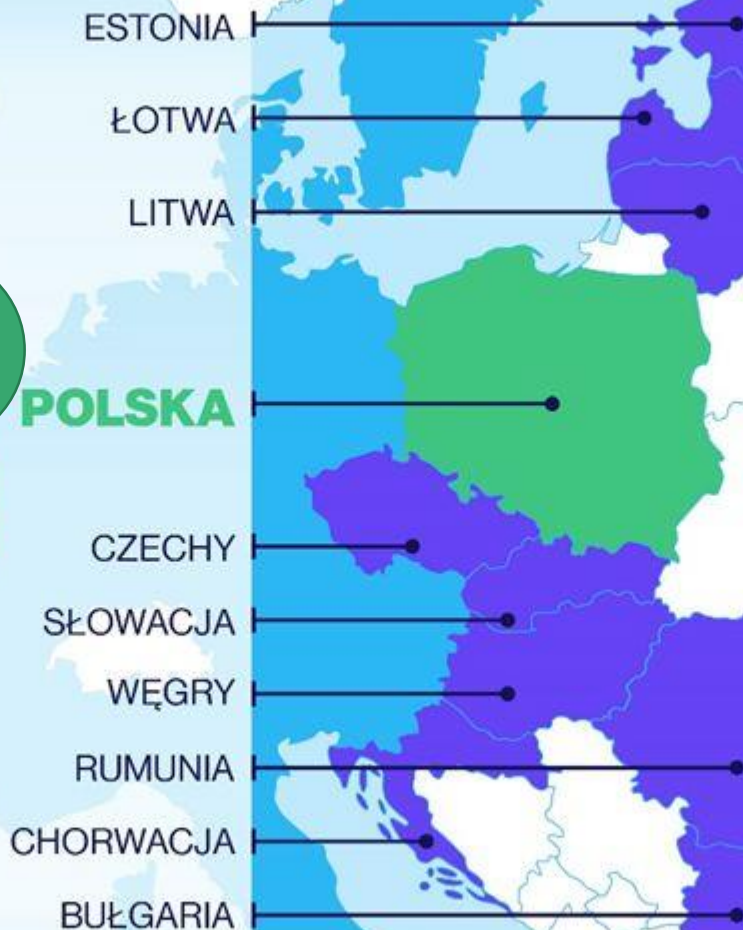 ESTONIA
ŁOTWA
LITWA
POLSKA
CZECHY
SŁOWACJA
WĘGRY
RUMUNIA
CHORWACJA
BUŁGARIA